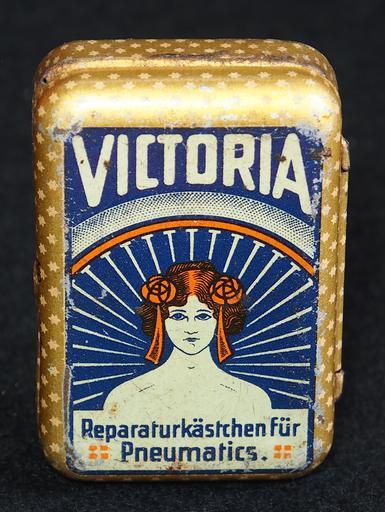 VICTORIA
Reparaturkästchen für
Pneumatics.